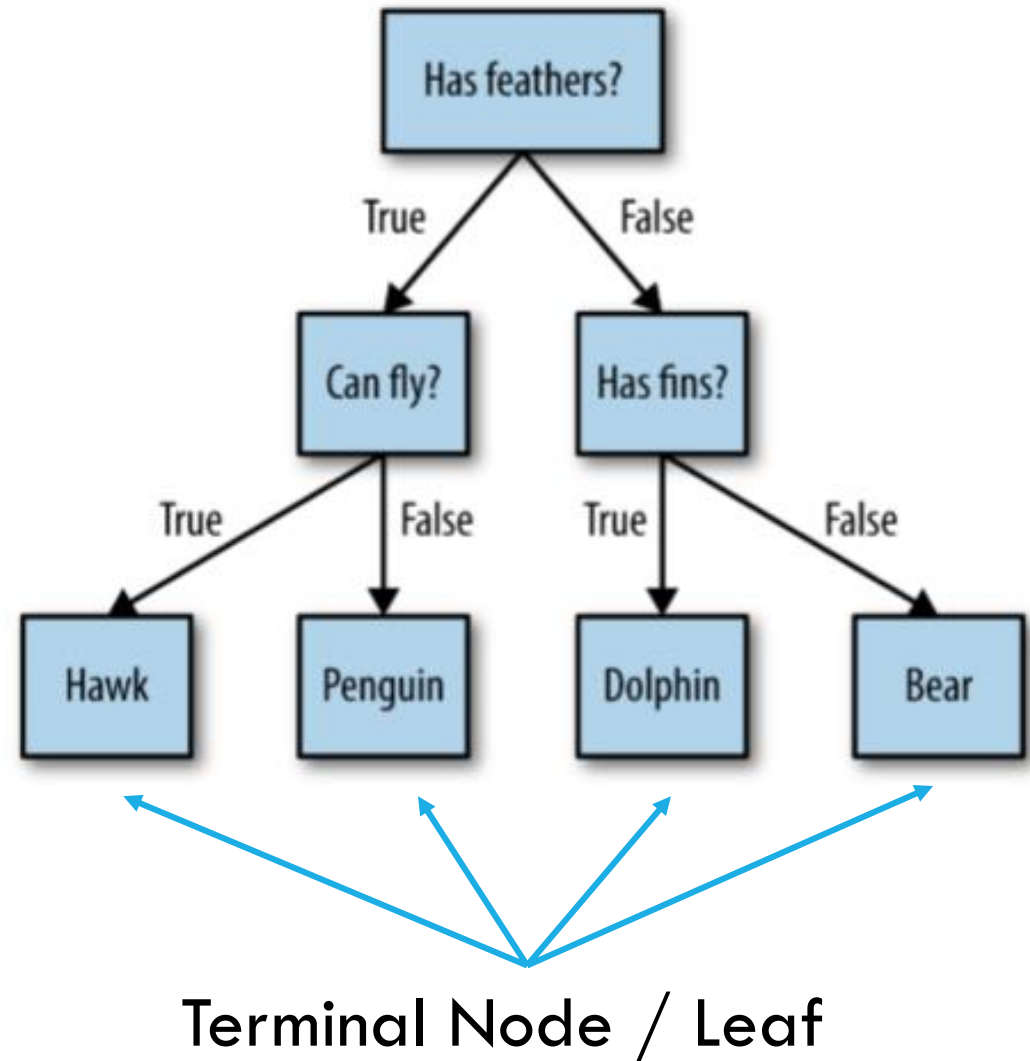 Has feathers?
True
False
Can fly?
Has fins?
True
False
True
False
Hawk
Penguin
Dolphin
Bear
Terminal Node / Leaf